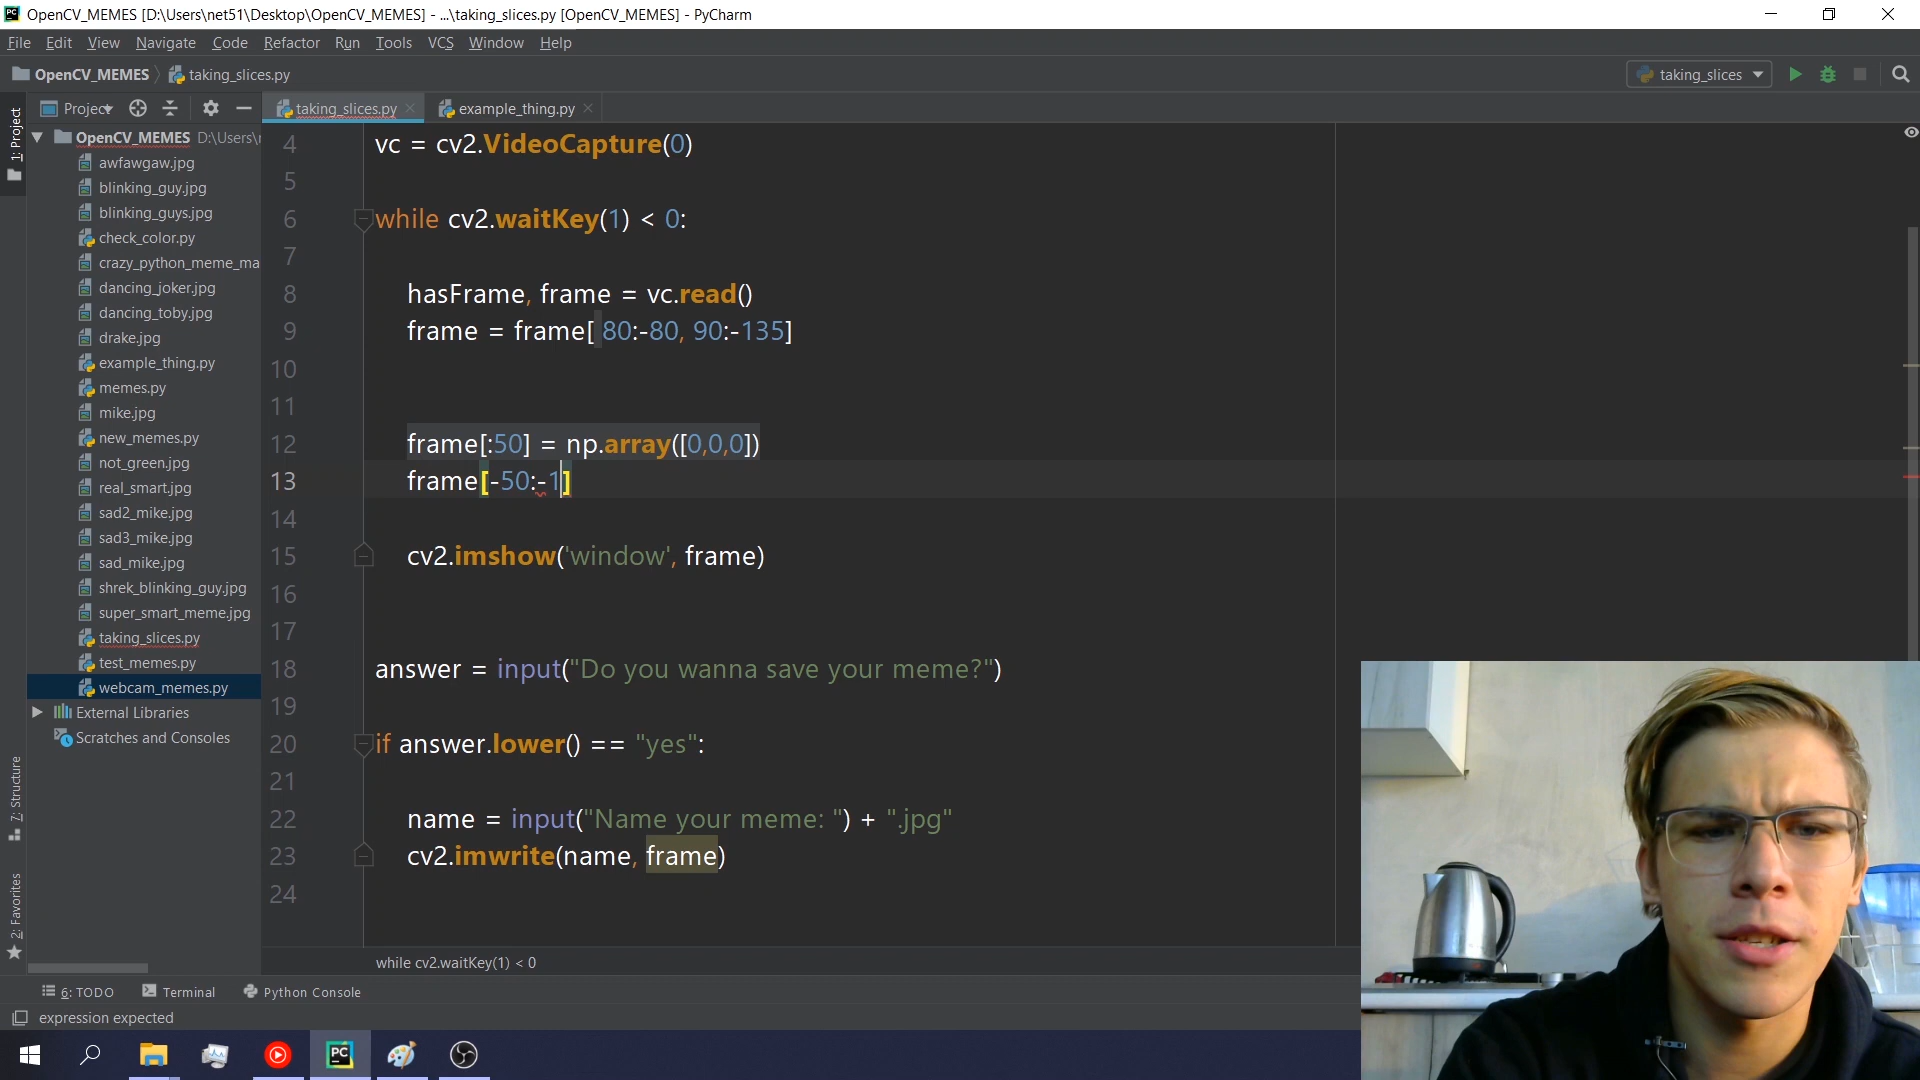 OpenCV_MEMES [D:\Users\net51\Desktop\OpenCV_MEMES] - ...\taking_slices.py [OpenCV_MEMES] - PyCharm
File Edit View Navigate Code Refactor Run Tools VCS Window Help
OpenCV_MEMES taking_slices.py taking_slices
Project taking_slices.py example_thing.py
1: Project
OpenCV_MEMES D:\Users\
awfawgaw.jpg
blinking_guy.jpg
blinking_guys.jpg
check_color.py
crazy_python_meme_ma
dancing_joker.jpg
dancing_toby.jpg
drake.jpg
example_thing.py
memes.py
mike.jpg
new_memes.py
not_green.jpg
real_smart.jpg
sad2_mike.jpg
sad3_mike.jpg
sad_mike.jpg
shrek_blinking_guy.jpg
super_smart_meme.jpg
taking_slices.py
test_memes.py
webcam_memes.py
External Libraries
Scratches and Consoles
7: Structure
2: Favorites
4 vc = cv2.VideoCapture(0)
5
6 while cv2.waitKey(1) < 0:
7
8 hasFrame, frame = vc.read()
9 frame = frame[ 80:-80, 90:-135]
10
11
12 frame[:50] = np.array([0,0,0])
13 frame[-50:-1]
14
15 cv2.imshow('window', frame)
16
17
18 answer = input("Do you wanna save your meme?")
19
20 if answer.lower() == "yes":
21
22 name = input("Name your meme: ") + ".jpg"
23 cv2.imwrite(name, frame)
24
while cv2.waitKey(1) < 0
6: TODO Terminal Python Console
expression expected
PC